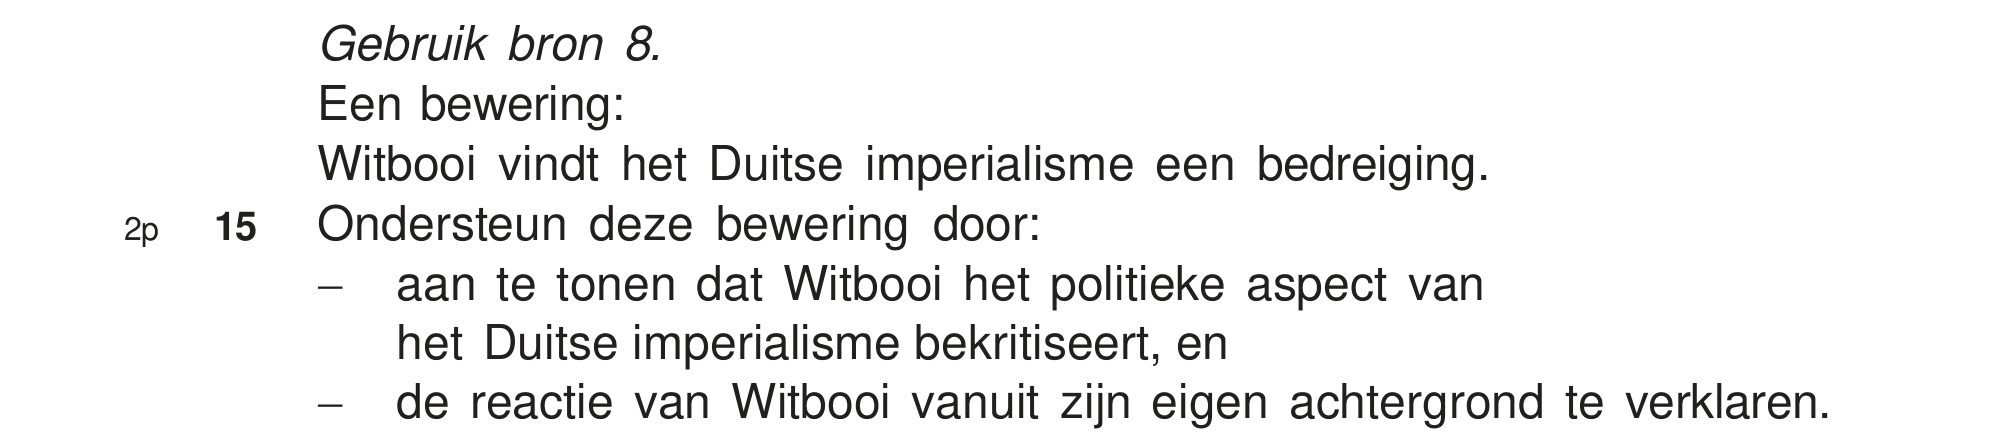 Gebruik bron 8.
Een bewering:
Witbooi vindt het Duitse imperialisme een bedreiging.
2p 15 Ondersteun deze bewering door:
– aan te tonen dat Witbooi het politieke aspect van
het Duitse imperialisme bekritiseert, en
– de reactie van Witbooi vanuit zijn eigen achtergrond te verklaren.